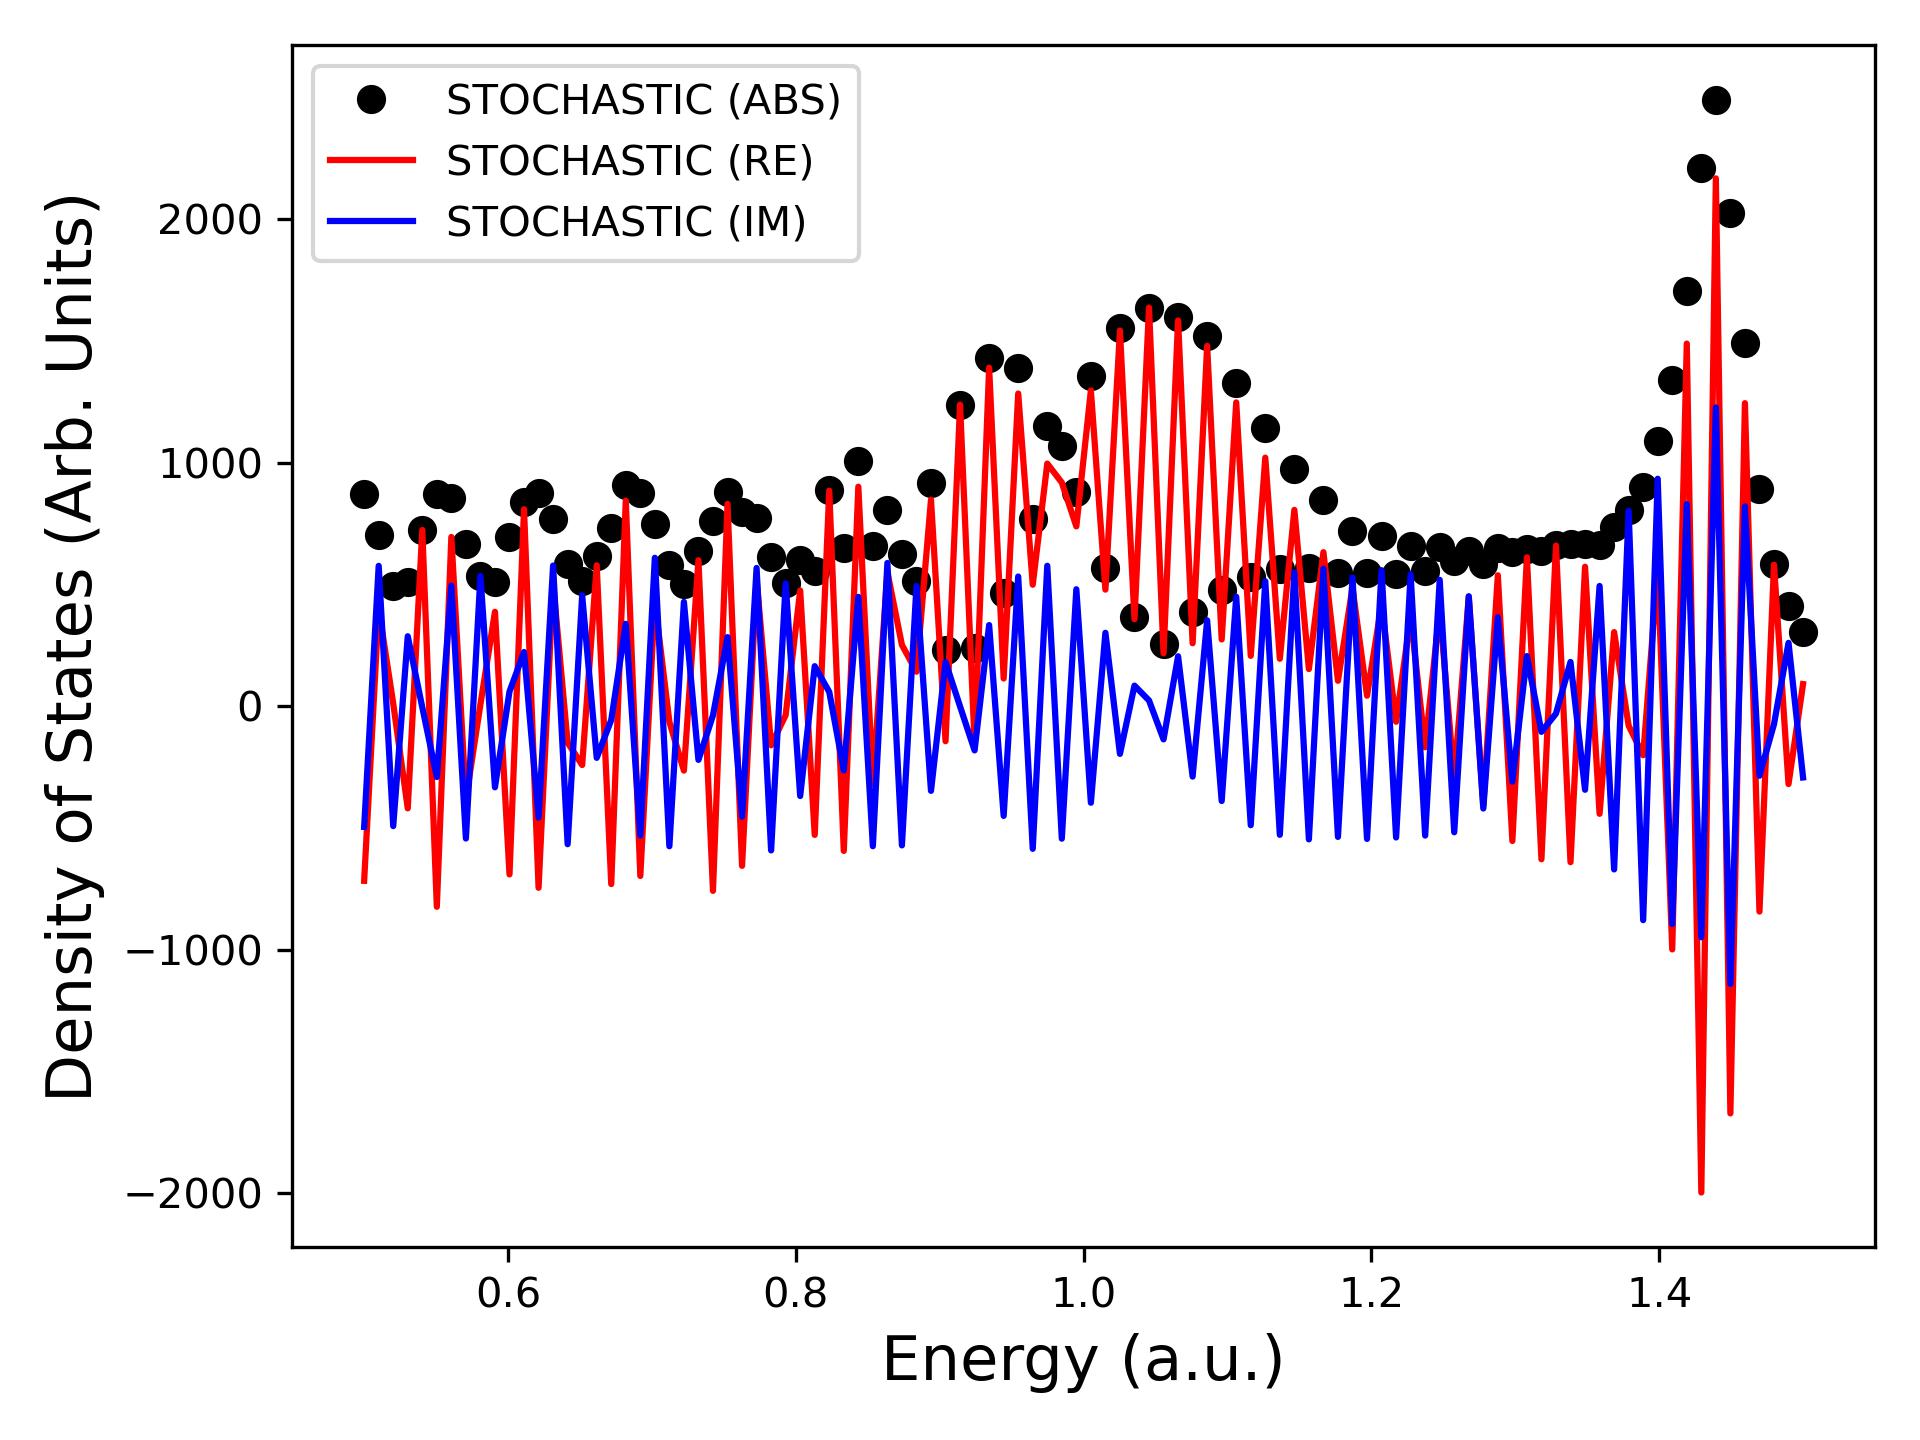 STOCHASTIC (ABS)
STOCHASTIC (RE)
STOCHASTIC (IM)
Density of States (Arb. Units)
2000
1000
0
−1000
−2000
0.6 0.8 1.0 1.2 1.4
Energy (a.u.)